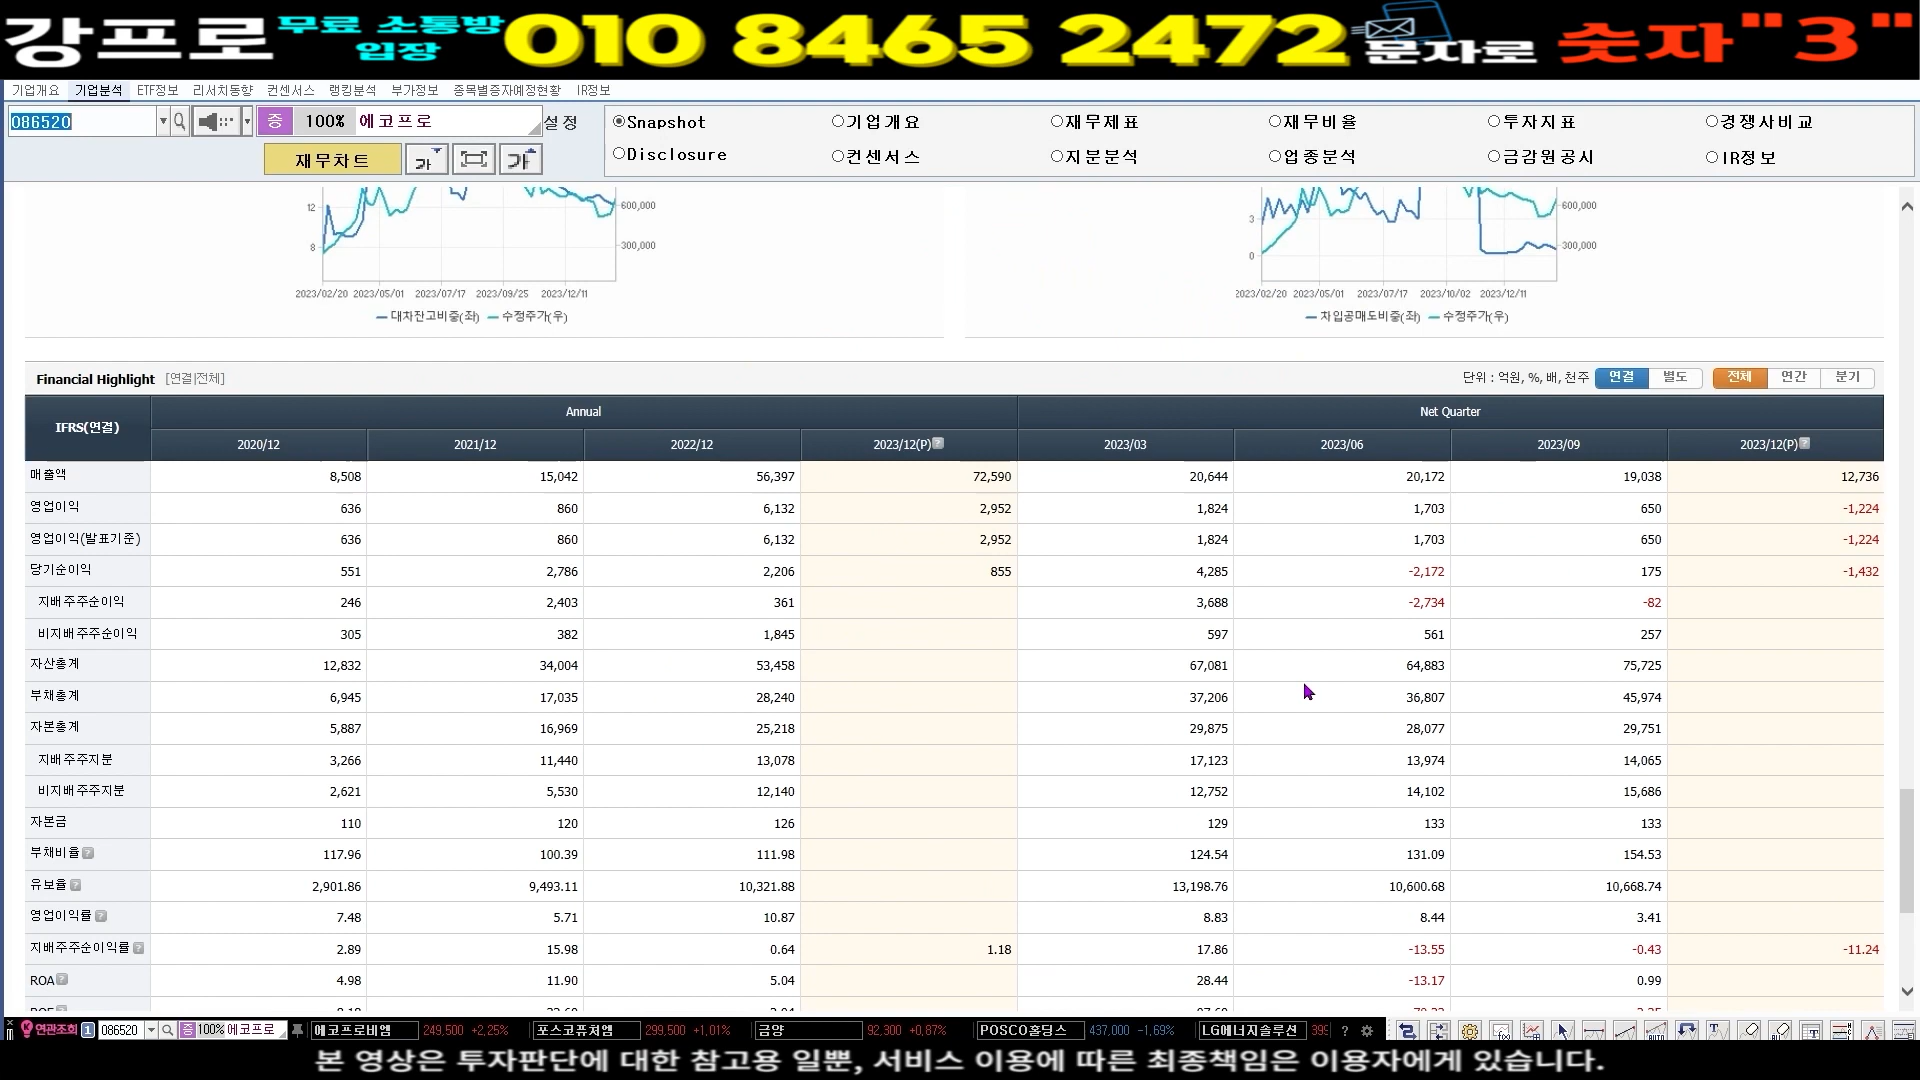 강프로 무료 소통방 입장 010 8465 2472 문자로 숫자"3"
기업개요 기업분석 ETF정보 리서치동향 컨센서스 랭킹분석 부가정보 종목별증자예정현황 IR정보
086520 증 100% 에코프로 설정
Snapshot 기업개요 재무제표 재무비율 투자지표 경쟁사비교
재무차트 가 가
Disclosure 컨센서스 지분분석 업종분석 금감원공시 IR정보
12 600,000 3 600,000
8 300,000 0 300,000
2023/02/20 2023/05/01 2023/07/17 2023/09/25 2023/12/11
2023/02/20 2023/05/01 2023/07/17 2023/10/02 2023/12/11
대차잔고비중(좌) 수정주가(우)
차입공매도비중(좌) 수정주가(우)
Financial Highlight [연결|전체] 단위 : 억원, %, 배, 천주 연결 별도 전체 연간 분기
IFRS(연결) Annual Net Quarter
2020/12 2021/12 2022/12 2023/12(P) 2023/03 2023/06 2023/09 2023/12(P)
매출액 8,508 15,042 56,397 72,590 20,644 20,172 19,038 12,736
영업이익 636 860 6,132 2,952 1,824 1,703 650 -1,224
영업이익(발표기준) 636 860 6,132 2,952 1,824 1,703 650 -1,224
당기순이익 551 2,786 2,206 855 4,285 -2,172 175 -1,432
지배주주순이익 246 2,403 361 3,688 -2,734 -82
비지배주주순이익 305 382 1,845 597 561 257
자산총계 12,832 34,004 53,458 67,081 64,883 75,725
부채총계 6,945 17,035 28,240 37,206 36,807 45,974
자본총계 5,887 16,969 25,218 29,875 28,077 29,751
지배주주지분 3,266 11,440 13,078 17,123 13,974 14,065
비지배주주지분 2,621 5,530 12,140 12,752 14,102 15,686
자본금 110 120 126 129 133 133
부채비율 117.96 100.39 111.98 124.54 131.09 154.53
유보율 2,901.86 9,493.11 10,321.88 13,198.76 10,600.68 10,668.74
영업이익률 7.48 5.71 10.87 8.83 8.44 3.41
지배주주순이익률 2.89 15.98 0.64 1.18 17.86 -13.55 -0.43 -11.24
ROA 4.98 11.90 5.04 28.44 -13.17 0.99
연관조회 1 086520 증 100% 에코프로 에코프로비엠 249,500 +2,25% 포스코퓨처엠 299,500 +1,01% 금양 92,300 +0,87% POSCO홀딩스 437,000 -1,69% LG에너지솔루션 399 ?
본 영상은 투자판단에 대한 참고용 일뿐, 서비스 이용에 따른 최종책임은 이용자에게 있습니다.